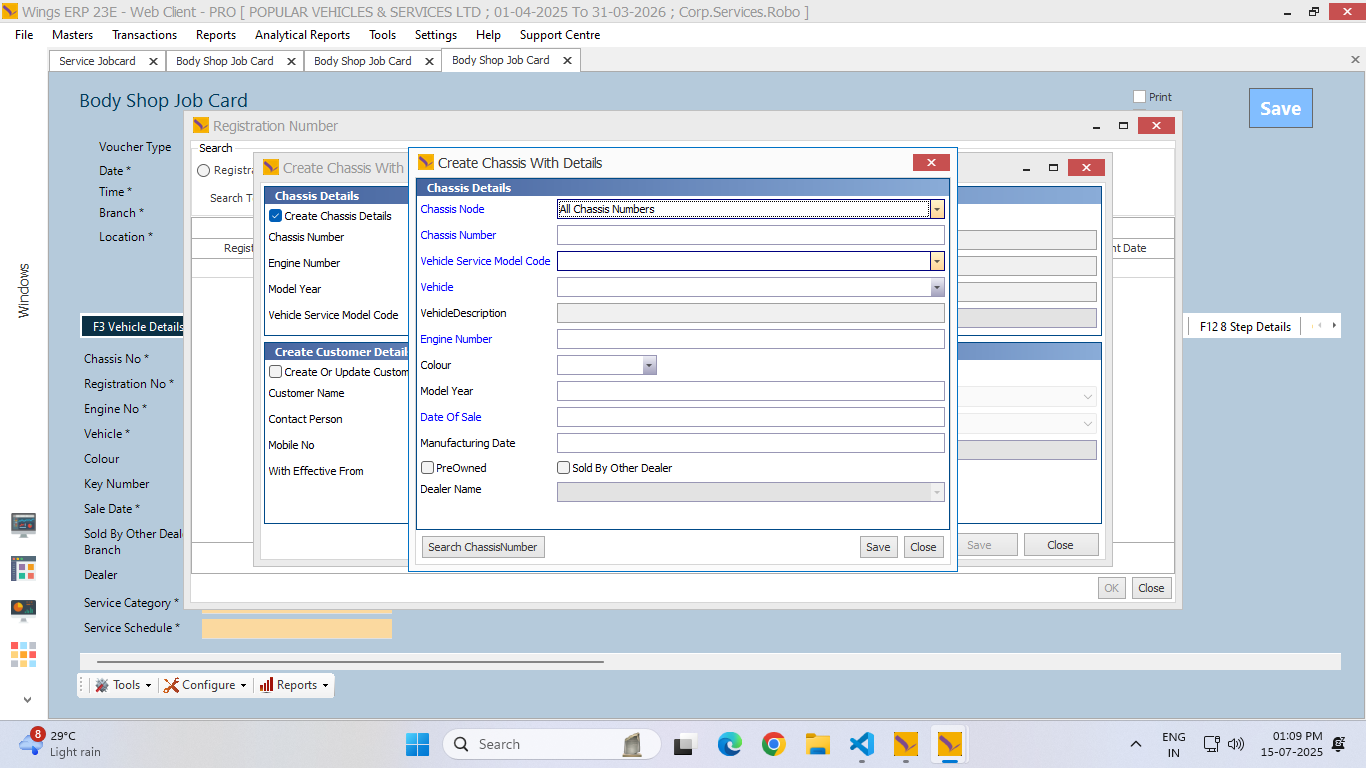 Wings ERP 23E - Web Client - PRO [ POPULAR VEHICLES & SERVICES LTD ; 01-04-2025 To 31-03-2026 ; Corp.Services.Robo ]
File Masters Transactions Reports Analytical Reports Tools Settings Help Support Centre
Service Jobcard Body Shop Job Card Body Shop Job Card Body Shop Job Card
Body Shop Job Card
Print
Save
Voucher Type
Date *
Time *
Branch *
Location *
Windows
F3 Vehicle Details
F12 8 Step Details
Chassis No *
Registration No *
Engine No *
Vehicle *
Colour
Key Number
Sale Date *
Sold By Other Deal
Branch
Dealer
Service Category *
Service Schedule *
Registration Number
Search
Registra
Search T
Regist
nt Date
OK Close
Create Chassis With
Chassis Details
Create Chassis Details
Chassis Number
Engine Number
Model Year
Vehicle Service Model Code
Create Customer Detail
Create Or Update Custom
Customer Name
Contact Person
Mobile No
With Effective From
Save Close
Create Chassis With Details
Chassis Details
Chassis Node All Chassis Numbers
Chassis Number
Vehicle Service Model Code
Vehicle
VehicleDescription
Engine Number
Colour
Model Year
Date Of Sale
Manufacturing Date
PreOwned Sold By Other Dealer
Dealer Name
Search ChassisNumber Save Close
Tools Configure Reports
8
29°C
Light rain
Search
ENG
IN
01:09 PM
15-07-2025